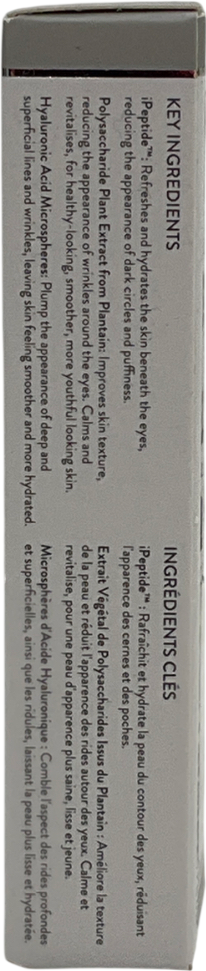 KEY INGREDIENTS
iPeptide™: Refreshes and hydrates the skin beneath the eyes,
reducing the appearance of dark circles and puffiness.
Polysaccharide Plant Extract from Plantain: Improves skin texture,
reducing the appearance of wrinkles around the eyes. Calms and
revitalises, for healthy-looking, smoother, more youthful looking skin.
Hyaluronic Acid Microspheres: Plump the appearance of deep and
superficial lines and wrinkles, leaving skin feeling smoother and more hydrated.
INGRÉDIENTS CLÉS
iPeptide™ : Rafraîchit et hydrate la peau du contour des yeux, réduisant
l'apparence des cernes et des poches.
Extrait Végétal de Polysaccharides Issus du Plantain : Améliore la texture
de la peau et réduit l'apparence des rides autour des yeux. Calme et
revitalise, pour une peau d'apparence plus saine, lisse et jeune.
Microsphères d'Acide Hyaluronique : Comble l'aspect des rides profondes
et superficielles, ainsi que les ridules, laissant la peau plus lisse et hydratée.